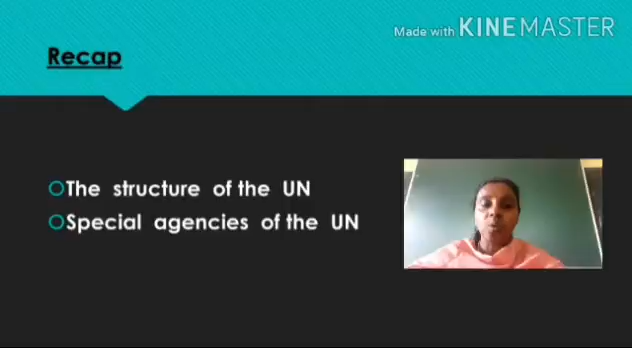 Made with KINEMASTER
Recap
The structure of the UN
Special agencies of the UN